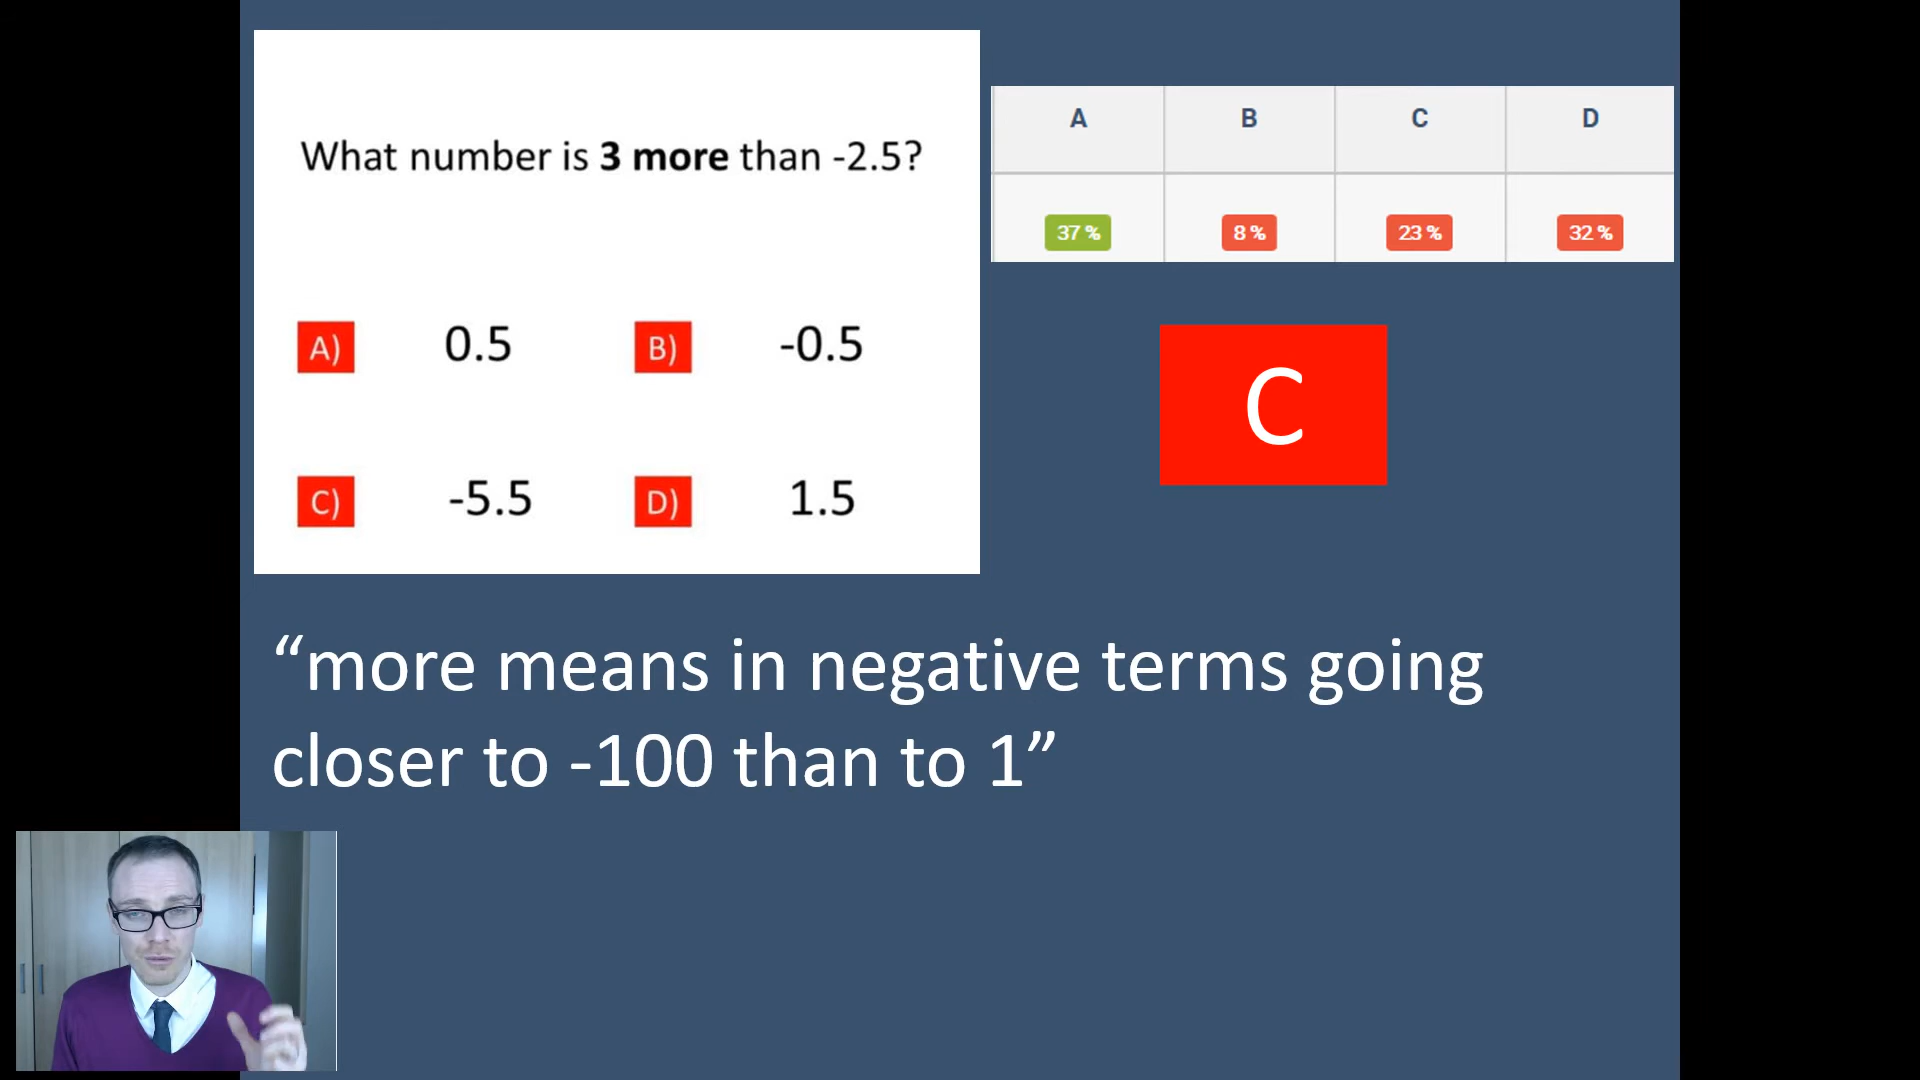 What number is 3 more than -2.5?
A) 0.5 B) -0.5
C) -5.5 D) 1.5
A B C D
37 % 8 % 23 % 32 %
C
“more means in negative terms going
closer to -100 than to 1”